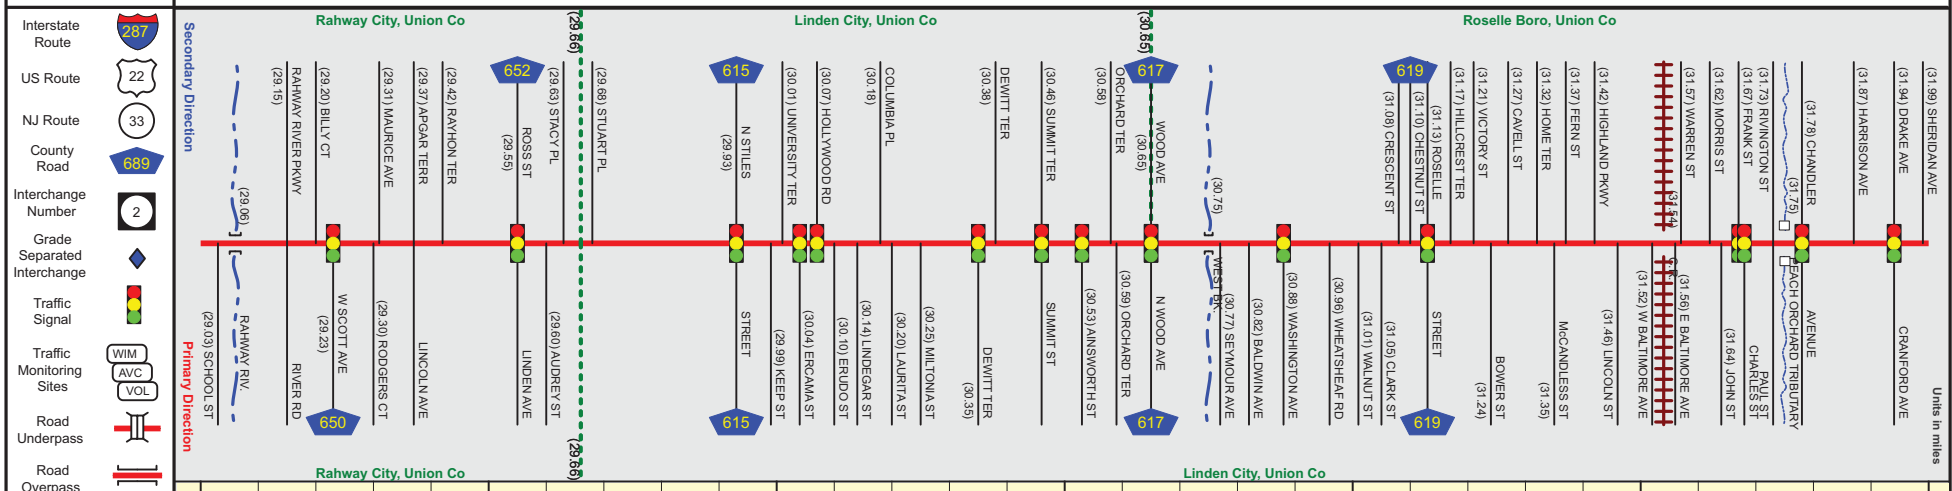 Interstate
Route
287
US Route
22
NJ Route
33
County
Road
689
Interchange
Number
2
Grade
Separated
Interchange
Traffic
Signal
Traffic
Monitoring
Sites
WIM
AVC
VOL
Road
Underpass
Road
Overpass
Secondary Direction
Primary Direction
Rahway City, Union Co
(29.66)
Linden City, Union Co
(30.65)
Roselle Boro, Union Co
(29.06)
(29.15)
RAHWAY RIVER PKWY
(29.20) BILLY CT
(29.31) MAURICE AVE
(29.37) APGAR TERR
(29.42) RAYHON TER
652
ROSS ST
(29.55)
(29.63) STACY PL
(29.68) STUART PL
615
N STILES
(29.93)
(30.01) UNIVERSITY TER
(30.07) HOLLYWOOD RD
COLUMBIA PL
(30.18)
DEWITT TER
(30.38)
(30.46) SUMMIT TER
ORCHARD TER
(30.58)
617
WOOD AVE
(30.65)
(30.75)
619
(31.08) CRESCENT ST
(31.10) CHESTNUT ST
(31.13) ROSELLE
(31.17) HILLCREST TER
(31.21) VICTORY ST
(31.27) CAVELL ST
(31.32) HOME TER
(31.37) FERN ST
(31.42) HIGHLAND PKWY
(31.54)
(31.57) WARREN ST
(31.62) MORRIS ST
(31.67) FRANK ST
(31.73) RIVINGTON ST
(31.75)
(31.78) CHANDLER
(31.87) HARRISON AVE
(31.94) DRAKE AVE
(31.99) SHERIDAN AVE
(29.03) SCHOOL ST
RAHWAY RIV.
RIVER RD
W SCOTT AVE
(29.23)
650
(29.30) RODGERS CT
LINCOLN AVE
LINDEN AVE
(29.60) AUDREY ST
STREET
615
(29.99) KEEP ST
(30.04) ERCAMA ST
(30.10) ERUDO ST
(30.14) LINDEGAR ST
(30.20) LAURITA ST
(30.25) MILTONIA ST
DEWITT TER
(30.35)
SUMMIT ST
(30.53) AINSWORTH ST
(30.59) ORCHARD TER
N WOOD AVE
617
WEST BK.
(30.77) SEYMOUR AVE
(30.82) BALDWIN AVE
(30.88) WASHINGTON AVE
(30.96) WHEATSHEAF RD
(31.01) WALNUT ST
(31.05) CLARK ST
STREET
619
BOWER ST
(31.24)
McCANDLESS ST
(31.35)
(31.46) LINCOLN ST
(31.52) W BALTIMORE AVE
(31.56) E BALTIMORE AVE
(31.64) JOHN ST
CHARLES ST
PAUL ST
PEACH ORCHARD TRIBUTARY
AVENUE
CRANFORD AVE
Units in miles
Rahway City, Union Co
(29.66)
Linden City, Union Co